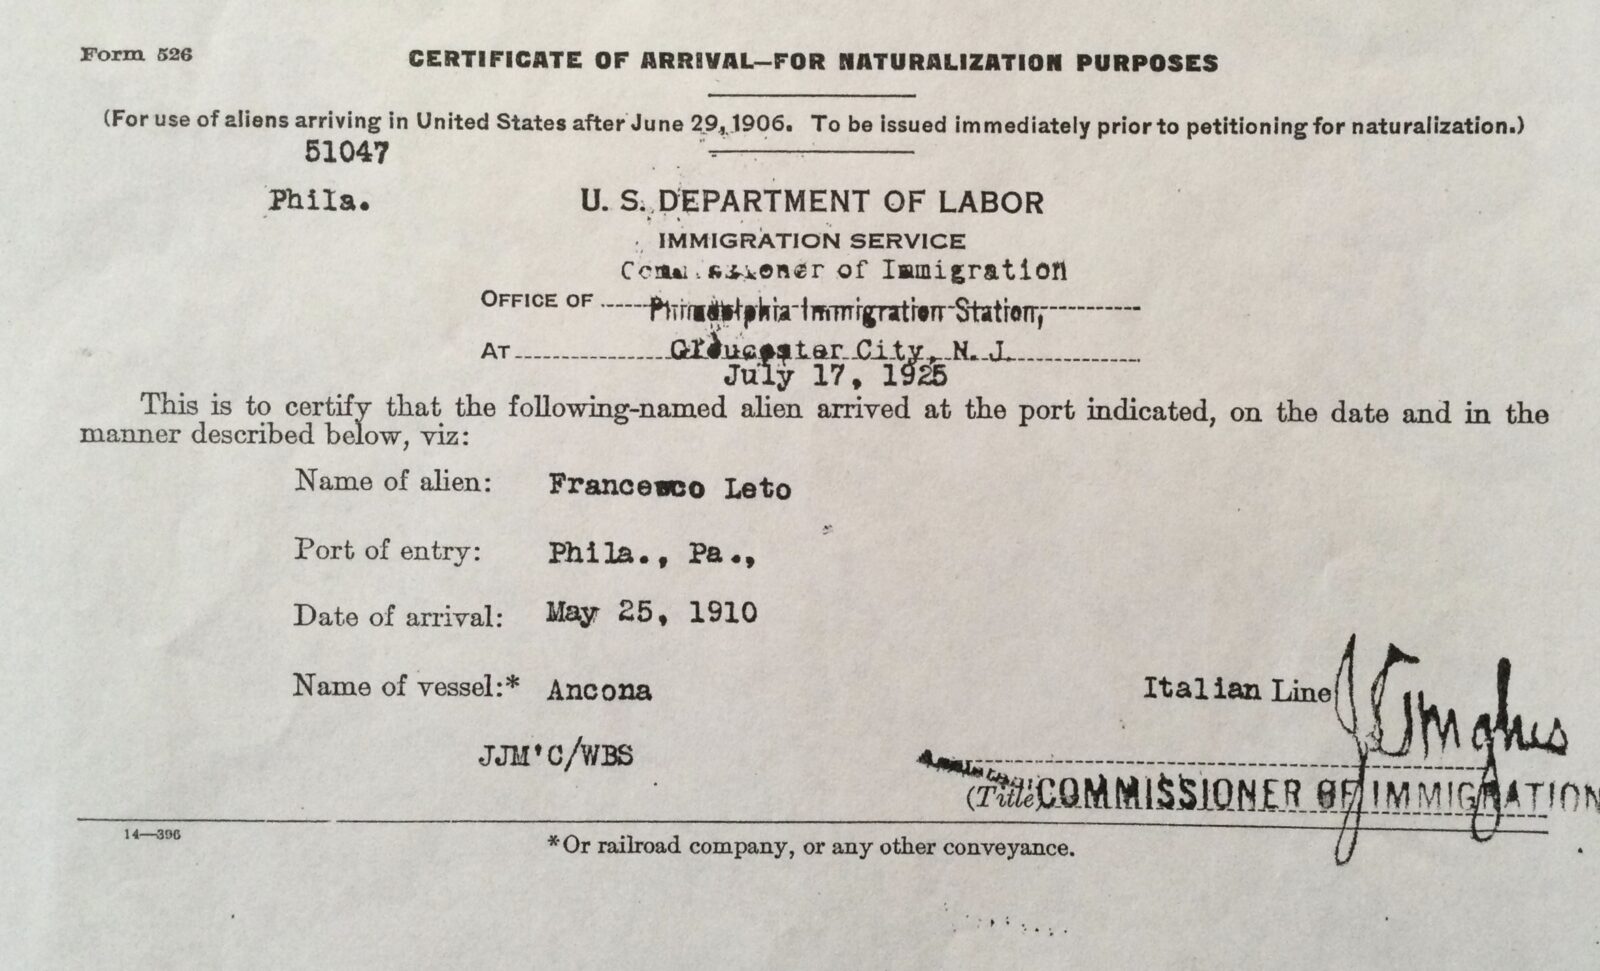 Form 526
CERTIFICATE OF ARRIVAL—FOR NATURALIZATION PURPOSES
(For use of aliens arriving in United States after June 29, 1906. To be issued immediately prior to petitioning for naturalization.)
51047
Phila.
U. S. DEPARTMENT OF LABOR
IMMIGRATION SERVICE
Commissioner of Immigration
OFFICE OF Philadelphia Immigration Station,
AT Gloucester City, N. J.
July 17, 1925
This is to certify that the following-named alien arrived at the port indicated, on the date and in the
manner described below, viz:
Name of alien: Francesco Leto
Port of entry: Phila., Pa.,
Date of arrival: May 25, 1910
Name of vessel:* Ancona
Italian Line
JJM'C/WBS
(Title) COMMISSIONER OF IMMIGRATION
14—396
*Or railroad company, or any other conveyance.